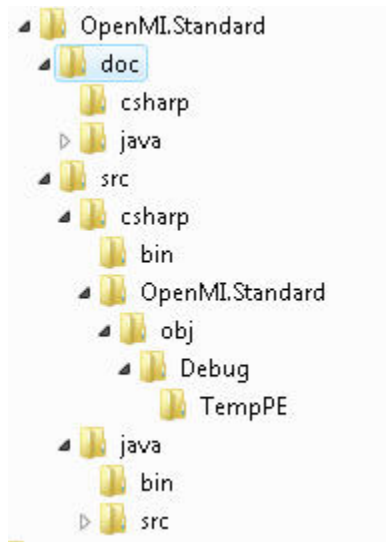 OpenMI.Standard
doc
csharp
java
src
csharp
bin
OpenMI.Standard
obj
Debug
TempPE
java
bin
src